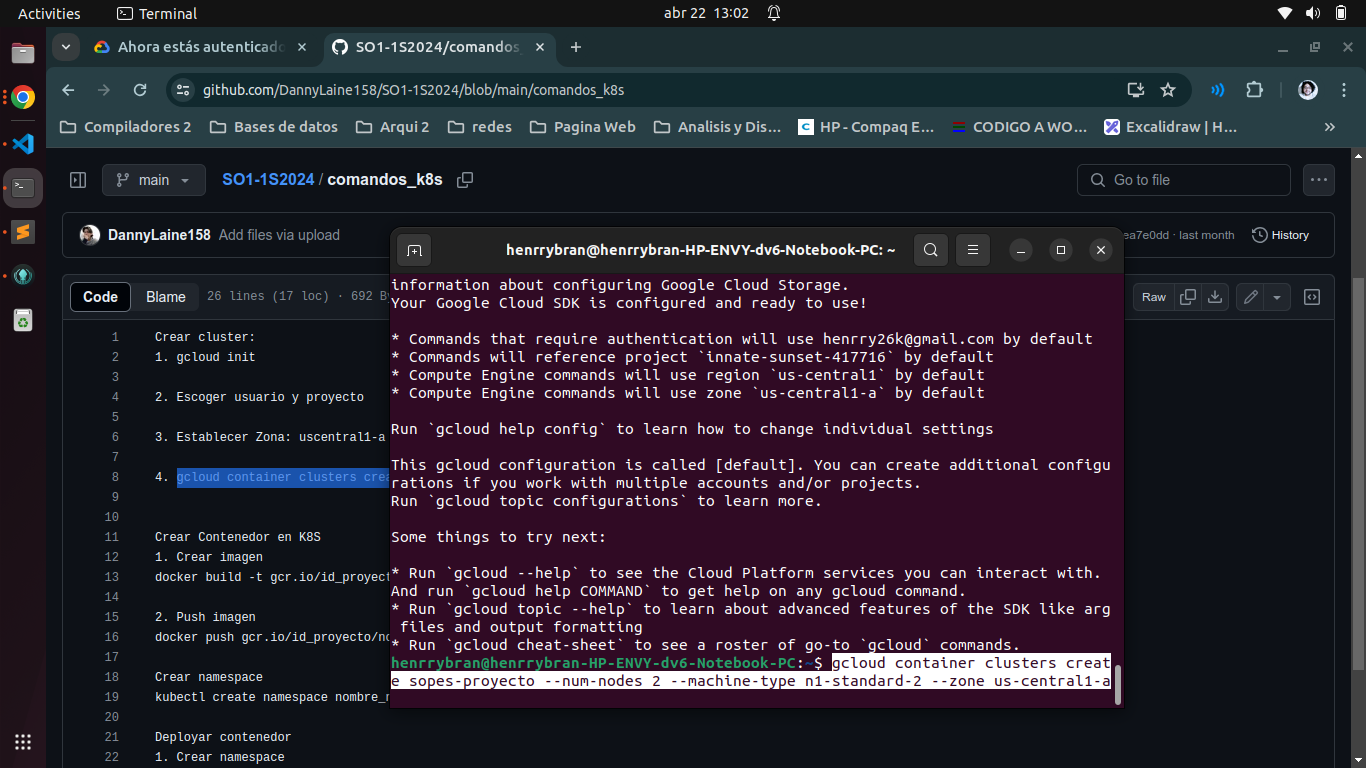 Activities
Terminal
abr 22 13:02
Ahora estás autenticado
SO1-1S2024/comandos_
github.com/DannyLaine158/SO1-1S2024/blob/main/comandos_k8s
Compiladores 2
Bases de datos
Arqui 2
redes
Pagina Web
Analisis y Dis...
HP - Compaq E...
CODIGO A WO...
Excalidraw | H...
main
SO1-1S2024 / comandos_k8s
Go to file
DannyLaine158 Add files via upload
ea7e0dd · last month
History
Code
Blame
26 lines (17 loc) · 692 By
Raw
1 Crear cluster:
2 1. gcloud init
3
4 2. Escoger usuario y proyecto
5
6 3. Establecer Zona: uscentral1-a
7
8 4. gcloud container clusters crea
9
10
11 Crear Contenedor en K8S
12 1. Crear imagen
13 docker build -t gcr.io/id_proyect
14
15 2. Push imagen
16 docker push gcr.io/id_proyecto/no
17
18 Crear namespace
19 kubectl create namespace nombre_n
20
21 Deployar contenedor
22 1. Crear namespace
henrrybran@henrrybran-HP-ENVY-dv6-Notebook-PC: ~
information about configuring Google Cloud Storage.
Your Google Cloud SDK is configured and ready to use!
* Commands that require authentication will use henrry26k@gmail.com by default
* Commands will reference project `innate-sunset-417716` by default
* Compute Engine commands will use region `us-central1` by default
* Compute Engine commands will use zone `us-central1-a` by default
Run `gcloud help config` to learn how to change individual settings
This gcloud configuration is called [default]. You can create additional configu
rations if you work with multiple accounts and/or projects.
Run `gcloud topic configurations` to learn more.
Some things to try next:
* Run `gcloud --help` to see the Cloud Platform services you can interact with.
And run `gcloud help COMMAND` to get help on any gcloud command.
* Run `gcloud topic --help` to learn about advanced features of the SDK like arg
files and output formatting
* Run `gcloud cheat-sheet` to see a roster of go-to `gcloud` commands.
henrrybran@henrrybran-HP-ENVY-dv6-Notebook-PC:~$ gcloud container clusters creat
e sopes-proyecto --num-nodes 2 --machine-type n1-standard-2 --zone us-central1-a